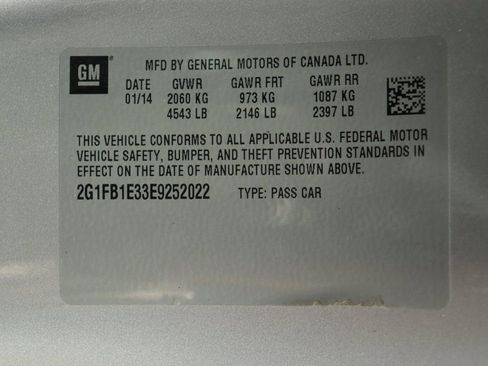 GM
MFD BY GENERAL MOTORS OF CANADA LTD.
DATE GVWR GAWR FRT GAWR RR
01/14 2060 KG 973 KG 1087 KG
4543 LB 2146 LB 2397 LB
THIS VEHICLE CONFORMS TO ALL APPLICABLE U.S. FEDERAL MOTOR
VEHICLE SAFETY, BUMPER, AND THEFT PREVENTION STANDARDS IN
EFFECT ON THE DATE OF MANUFACTURE SHOWN ABOVE.
2G1FB1E33E9252022 TYPE: PASS CAR